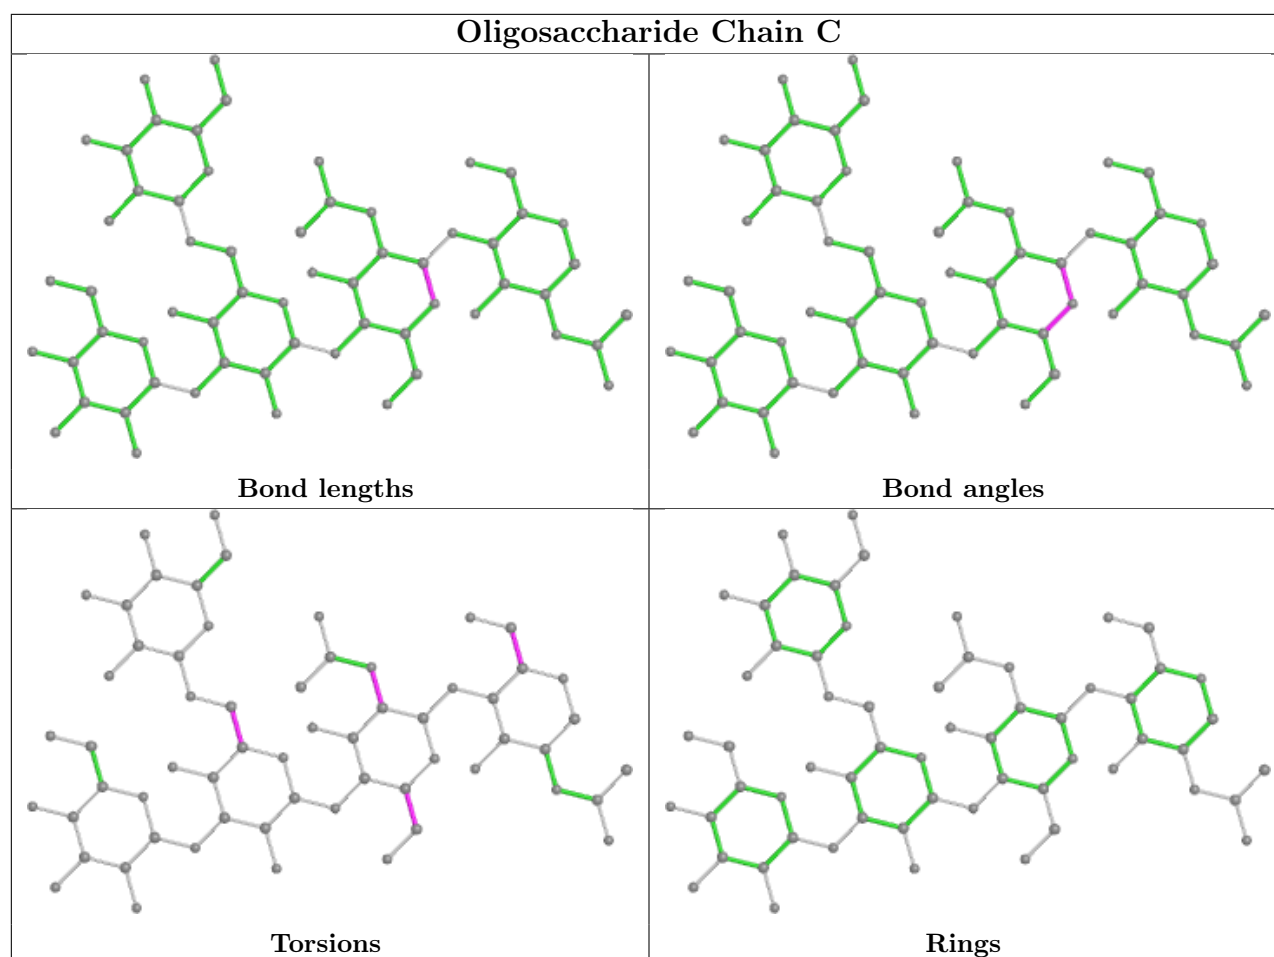 Oligosaccharide Chain C
Bond lengths
Bond angles
Torsions
Rings